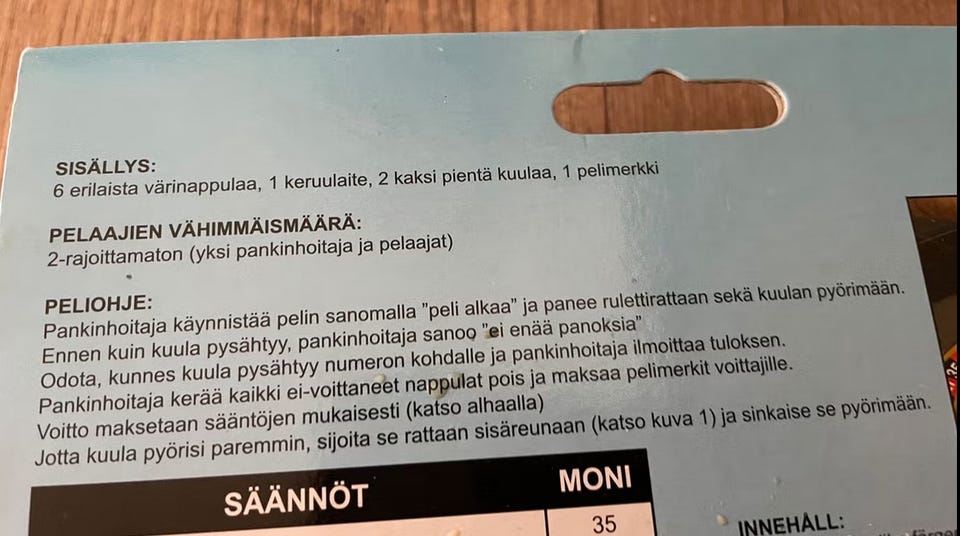 SISÄLLYS:
6 erilaista värinappulaa, 1 keruulaite, 2 kaksi pientä kuulaa, 1 pelimerkki
PELAAJIEN VÄHIMMÄISMÄÄRÄ:
2-rajoittamaton (yksi pankinhoitaja ja pelaajat)
PELIOHJE:
Pankinhoitaja käynnistää pelin sanomalla ”peli alkaa” ja panee rulettirattaan sekä kuulan pyörimään.
Ennen kuin kuula pysähtyy, pankinhoitaja sanoo ”ei enää panoksia”
Odota, kunnes kuula pysähtyy numeron kohdalle ja pankinhoitaja ilmoittaa tuloksen.
Pankinhoitaja kerää kaikki ei-voittaneet nappulat pois ja maksaa pelimerkit voittajille.
Voitto maksetaan sääntöjen mukaisesti (katso alhaalla)
Jotta kuula pyörisi paremmin, sijoita se rattaan sisäreunaan (katso kuva 1) ja sinkaise se pyörimään.
SÄÄNNÖT MONI
35
INNEHÅLL: